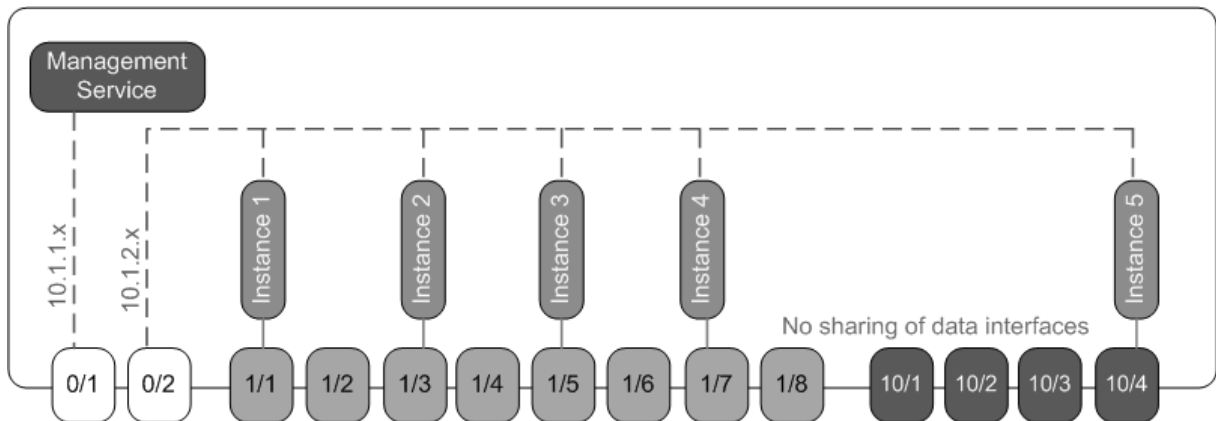 Management
Service
10.1.1.x
10.1.2.x
Instance 1
Instance 2
Instance 3
Instance 4
Instance 5
No sharing of data interfaces
0/1
0/2
1/1
1/2
1/3
1/4
1/5
1/6
1/7
1/8
10/1
10/2
10/3
10/4